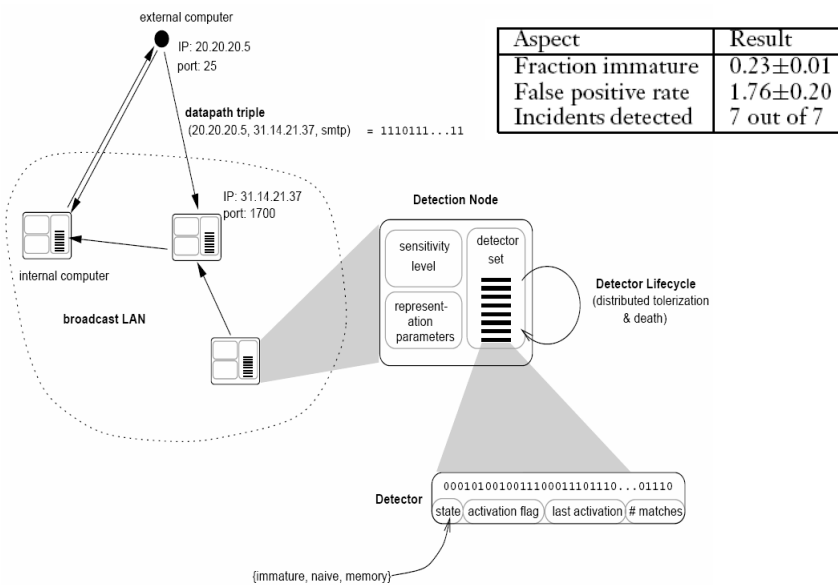 external computer
IP: 20.20.20.5
port: 25
Aspect Result
Fraction immature 0.23±0.01
False positive rate 1.76±0.20
Incidents detected 7 out of 7
datapath triple
(20.20.20.5, 31.14.21.37, smtp) = 1110111...11
IP: 31.14.21.37
port: 1700
internal computer
broadcast LAN
Detection Node
sensitivity
level
detector
set
represent-
ation
parameters
Detector Lifecycle
(distributed tolerization
& death)
Detector
0001010010011100011101110...01110
state activation flag last activation # matches
{immature, naive, memory}